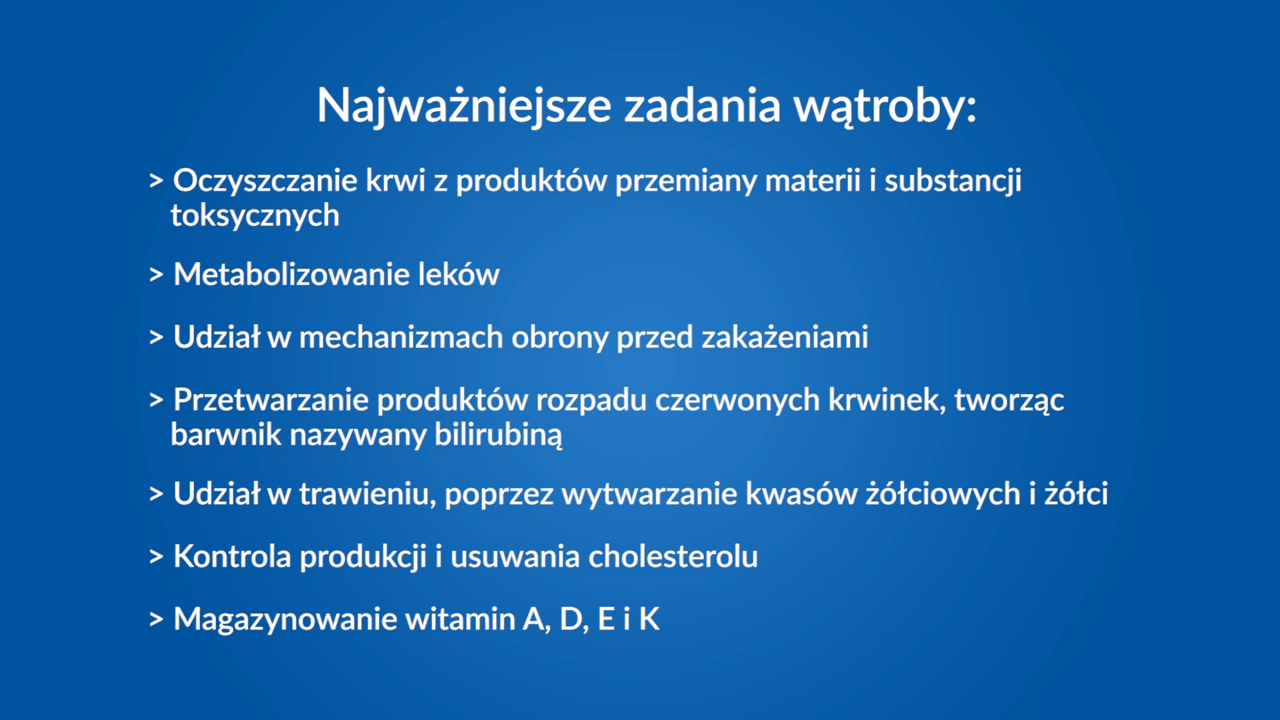 Najważniejsze zadania wątroby:
> Oczyszczanie krwi z produktów przemiany materii i substancji
toksycznych
> Metabolizowanie leków
> Udział w mechanizmach obrony przed zakażeniami
> Przetwarzanie produktów rozpadu czerwonych krwinek, tworząc
barwnik nazywany bilirubiną
> Udział w trawieniu, poprzez wytwarzanie kwasów żółciowych i żółci
> Kontrola produkcji i usuwania cholesterolu
> Magazynowanie witamin A, D, E i K